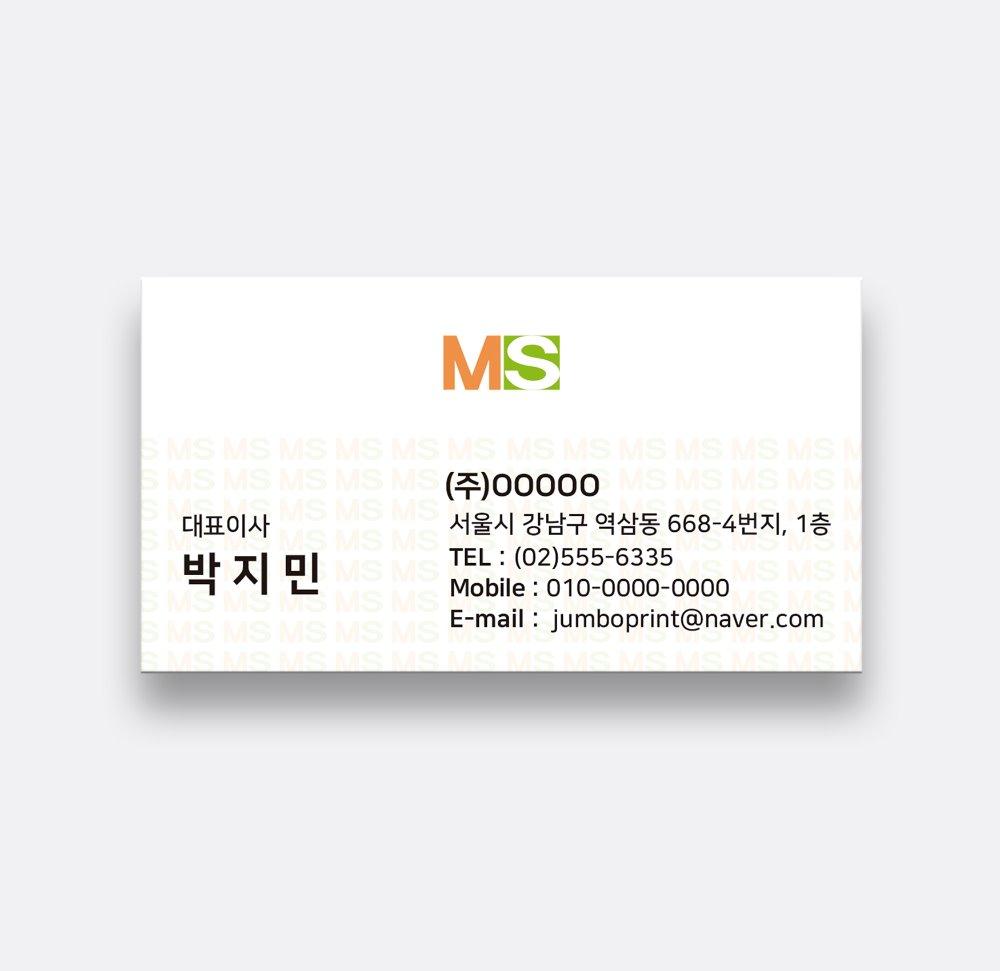 MS
(주)OOOOO
대표이사
박 지 민
서울시 강남구 역삼동 668-4번지, 1층
TEL : (02)555-6335
Mobile : 010-0000-0000
E-mail : jumboprint@naver.com